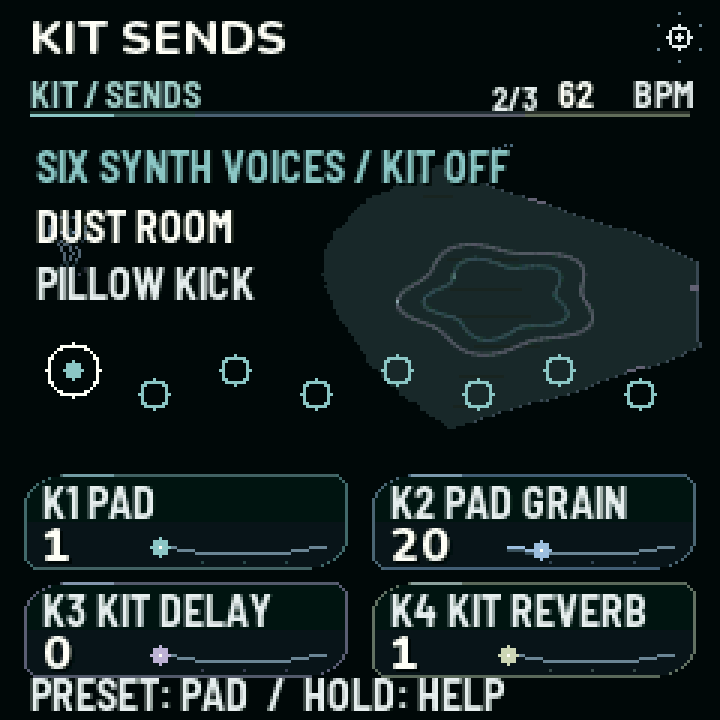 KIT SENDS
KIT / SENDS 2/3 62 BPM
SIX SYNTH VOICES / KIT OFF
DUST ROOM
PILLOW KICK
K1 PAD
1
K2 PAD GRAIN
20
K3 KIT DELAY
0
K4 KIT REVERB
1
PRESET: PAD / HOLD: HELP